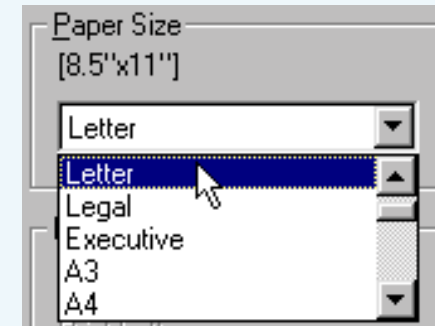 Paper Size
[8.5"x11"]
Letter
Letter
Legal
Executive
A3
A4